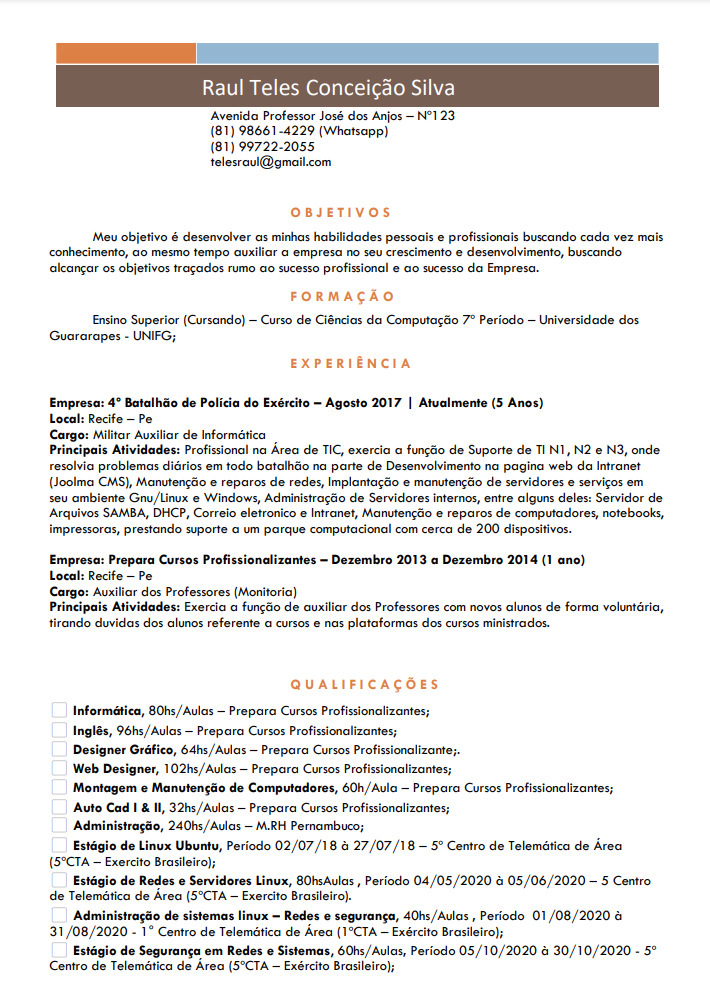 Raul Teles Conceição Silva
Avenida Professor José dos Anjos – Nº123
(81) 98661-4229 (Whatsapp)
(81) 99722-2055
telesraul@gmail.com
OBJETIVOS
Meu objetivo é desenvolver as minhas habilidades pessoais e profissionais buscando cada vez mais
conhecimento, ao mesmo tempo auxiliar a empresa no seu crescimento e desenvolvimento, buscando
alcançar os objetivos traçados rumo ao sucesso profissional e ao sucesso da Empresa.
FORMAÇÃO
Ensino Superior (Cursando) – Curso de Ciências da Computação 7º Período – Universidade dos
Guararapes - UNIFG;
EXPERIÊNCIA
Empresa: 4º Batalhão de Polícia do Exército – Agosto 2017 | Atualmente (5 Anos)
Local: Recife – Pe
Cargo: Militar Auxiliar de Informática
Principais Atividades: Profissional na Área de TIC, exercia a função de Suporte de TI N1, N2 e N3, onde
resolvia problemas diários em todo batalhão na parte de Desenvolvimento na pagina web da Intranet
(Joolma CMS), Manutenção e reparos de redes, Implantação e manutenção de servidores e serviços em
seu ambiente Gnu/Linux e Windows, Administração de Servidores internos, entre alguns deles: Servidor de
Arquivos SAMBA, DHCP, Correio eletronico e Intranet, Manutenção e reparos de computadores, notebooks,
impressoras, prestando suporte a um parque computacional com cerca de 200 dispositivos.
Empresa: Prepara Cursos Profissionalizantes – Dezembro 2013 a Dezembro 2014 (1 ano)
Local: Recife – Pe
Cargo: Auxiliar dos Professores (Monitoria)
Principais Atividades: Exercia a função de auxiliar dos Professores com novos alunos de forma voluntária,
tirando duvidas dos alunos referente a cursos e nas plataformas dos cursos ministrados.
QUALIFICAÇÕES
Informática, 80hs/Aulas – Prepara Cursos Profissionalizantes;
Inglês, 96hs/Aulas – Prepara Cursos Profissionalizantes;
Designer Gráfico, 64hs/Aulas – Prepara Cursos Profissionalizante;.
Web Designer, 102hs/Aulas – Prepara Cursos Profissionalizantes;
Montagem e Manutenção de Computadores, 60h/Aula – Prepara Cursos Profissionalizantes;
Auto Cad I & II, 32hs/Aulas – Prepara Cursos Profissionalizantes;
Administração, 240hs/Aulas – M.RH Pernambuco;
Estágio de Linux Ubuntu, Período 02/07/18 à 27/07/18 – 5º Centro de Telemática de Área
(5ºCTA – Exercito Brasileiro);
Estágio de Redes e Servidores Linux, 80hsAulas , Período 04/05/2020 à 05/06/2020 – 5 Centro
de Telemática de Área (5ºCTA – Exercito Brasileiro).
Administração de sistemas linux – Redes e segurança, 40hs/Aulas , Período 01/08/2020 à
31/08/2020 - 1° Centro de Telemática de Área (1ºCTA – Exército Brasileiro);
Estágio de Segurança em Redes e Sistemas, 60hs/Aulas, Período 05/10/2020 à 30/10/2020 - 5º
Centro de Telemática de Área (5ºCTA – Exército Brasileiro);